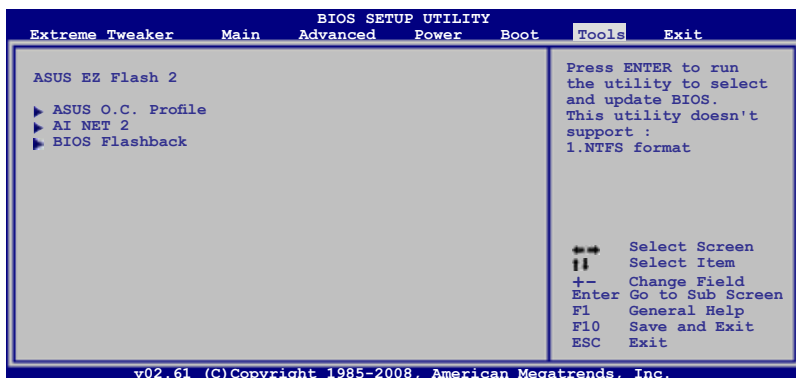 BIOS SETUP UTILITY
Extreme Tweaker Main Advanced Power Boot Tools Exit
ASUS EZ Flash 2
ASUS O.C. Profile
AI NET 2
BIOS Flashback
Press ENTER to run
the utility to select
and update BIOS.
This utility doesn't
support :
1.NTFS format
Select Screen
Select Item
+- Change Field
Enter Go to Sub Screen
F1 General Help
F10 Save and Exit
ESC Exit
v02.61 (C)Copyright 1985-2008, American Megatrends, Inc.